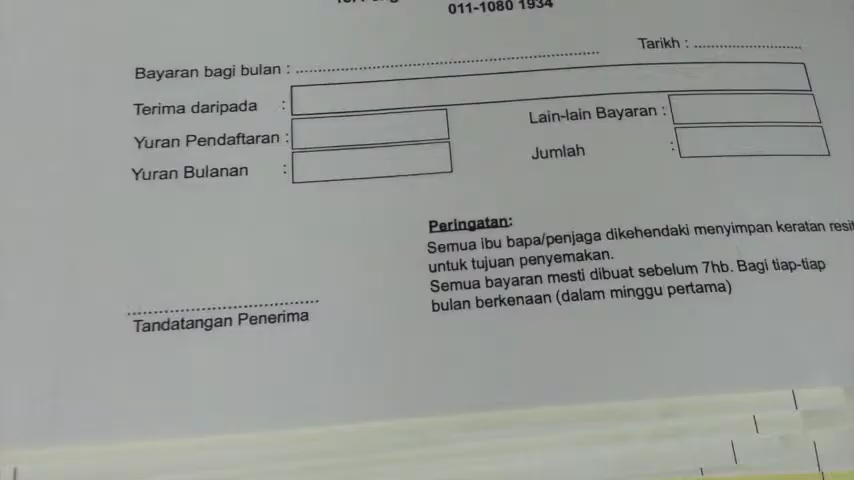 011-1080 1934
Tarikh : ................................
Bayaran bagi bulan : ................................................................................
Terima daripada :
Yuran Pendaftaran :
Lain-lain Bayaran :
Yuran Bulanan :
Jumlah :
Peringatan:
Semua ibu bapa/penjaga dikehendaki menyimpan keratan resit
untuk tujuan penyemakan.
Semua bayaran mesti dibuat sebelum 7hb. Bagi tiap-tiap
bulan berkenaan (dalam minggu pertama)
................................................
Tandatangan Penerima